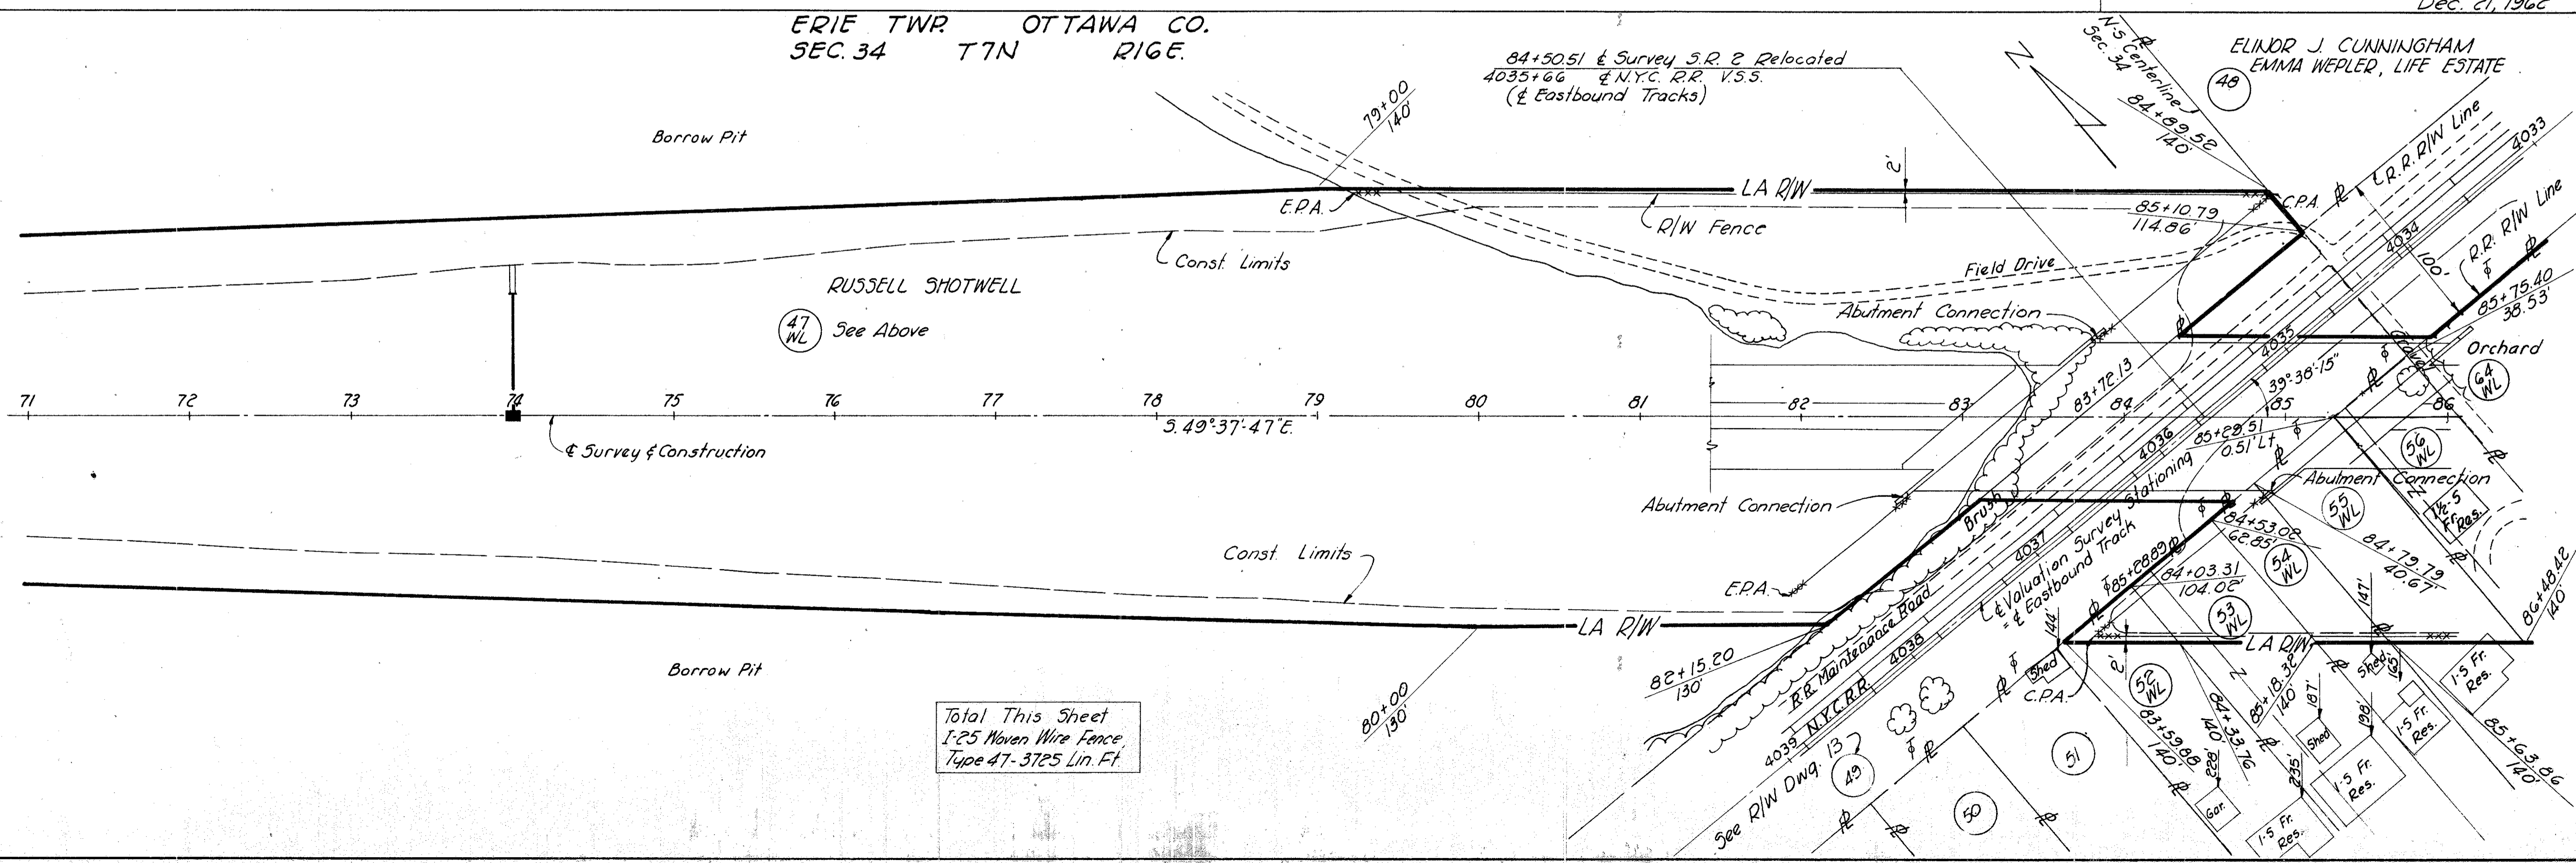 Dec. 21, 1962
ERIE TWP. OTTAWA CO.
SEC. 34 T7N R16E.
84+50.51 ℄ Survey S.R. 2 Relocated
4035+66 ℄ N.Y.C. R.R. V.S.S.
(℄ Eastbound Tracks)
N-S Centerline
Sec. 34
ELINOR J. CUNNINGHAM
EMMA WEPLER, LIFE ESTATE
48
84+89.52
140'
79+00
140'
Borrow Pit
N
2'
LA R/W
E.P.A.
R/W Fence
C.P.A.
85+10.79
114.86'
R.R. R/W Line
4033
4034
100'
R.R. R/W Line
85+75.40
38.53'
Const. Limits
Field Drive
RUSSELL SHOTWELL
47
WL
See Above
Abutment Connection
4035
Gravel
Orchard
64
WL
39°-38'-15"
83+72.13
71 72 73 74 75 76 77 78 79 80 81 82 83 84 85 86
S. 49°-37'-47" E.
℄ Survey & Construction
4036
85+29.51
0.51' Lt.
56
WL
Abutment Connection
Abutment Connection
55
WL
1½-S
Fr. Res.
Brush
4037
℄ Valuation Survey Stationing
= ℄ Eastbound Track
84+53.02
62.85'
54
WL
84+79.79
40.67'
85+28.89
84+03.31
104.02'
53
WL
Const. Limits
E.P.A.
LA R/W
R.R. Maintenance Road
4038
144'
147'
86+48.42
140'
LA R/W
2'
Shed
C.P.A.
82+15.20
130'
80+00
130'
Borrow Pit
N.Y.C.R.R.
4039
See R/W Dwg. 13
49
50
51
52
WL
83+59.88
140'
84+33.76
140'
85+18.32
140'
187'
Shed
165'
198'
228'
235'
Shed
1-S Fr.
Res.
1-S Fr.
Res.
1-S Fr.
Res.
1-S Fr.
Res.
Gar.
85+63.86
140'
Total This Sheet
I-25 Woven Wire Fence,
Type 47-3725 Lin. Ft.